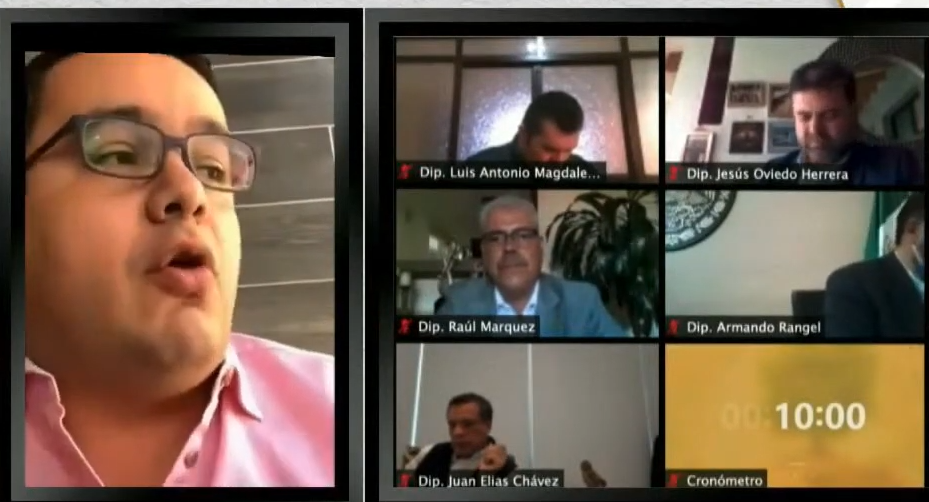 Dip. Luis Antonio Magdale...
Dip. Jesús Oviedo Herrera
Dip. Raúl Marquez
Dip. Armando Rangel
00:10:00
Dip. Juan Elias Chávez
Cronómetro